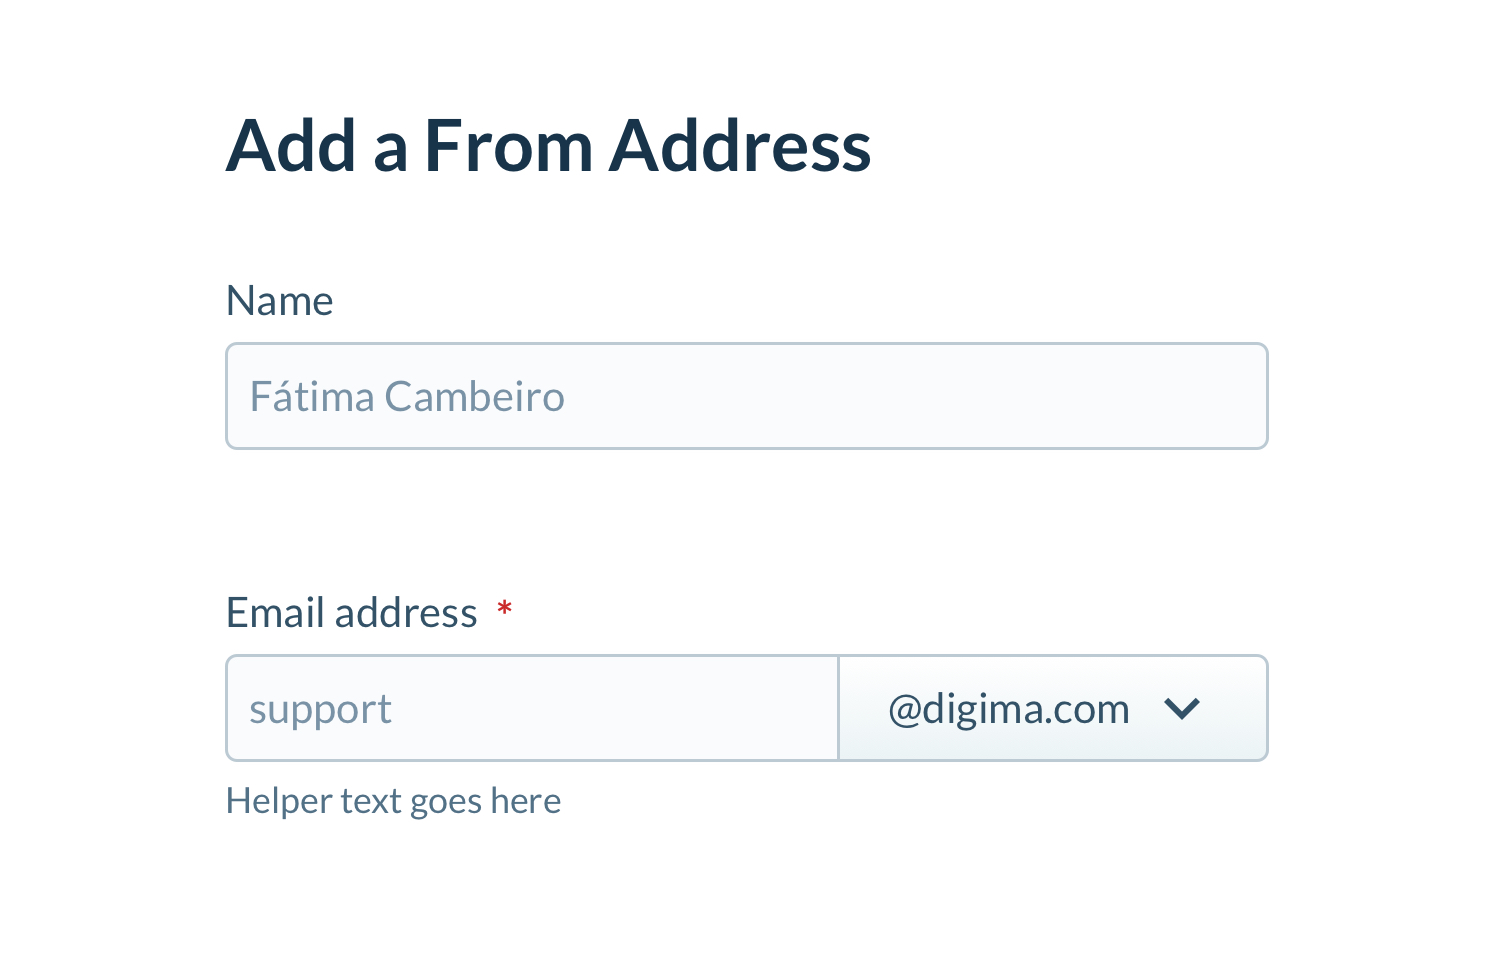 Add a From Address
Name
Fátima Cambeiro
Email address *
support @digima.com
Helper text goes here